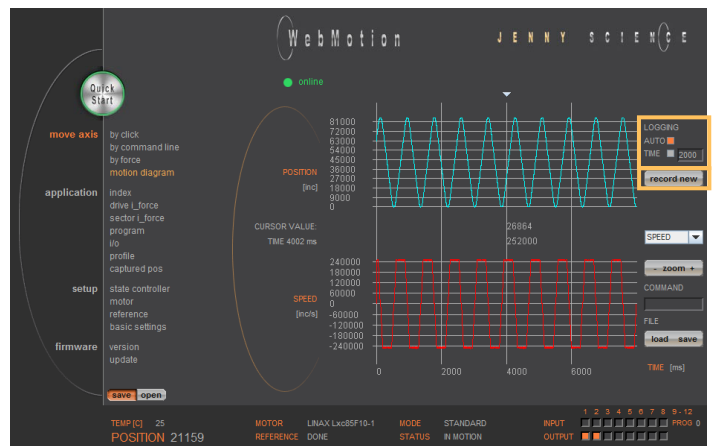 WebMotion
JENNY SCIENCE
Quick
Start
online
move axis
by click
by command line
by force
motion diagram
application
index
drive i_force
sector i_force
program
i/o
profile
captured pos
setup
state controller
motor
reference
basic settings
firmware
version
update
save open
POSITION
[inc]
81000
72000
63000
54000
45000
36000
27000
18000
9000
0
CURSOR VALUE:
TIME 4002 ms
26864
252000
SPEED
[inc/s]
240000
180000
120000
60000
0
-60000
-120000
-180000
-240000
0 2000 4000 6000
LOGGING
AUTO
TIME 2000
record new
SPEED
- zoom +
COMMAND
FILE
load save
TIME [ms]
TEMP [C] 25
POSITION 21159
MOTOR LINAX Lxc85F10-1
REFERENCE DONE
MODE STANDARD
STATUS IN MOTION
1 2 3 4 5 6 7 8 9-12
INPUT PROG 0
OUTPUT